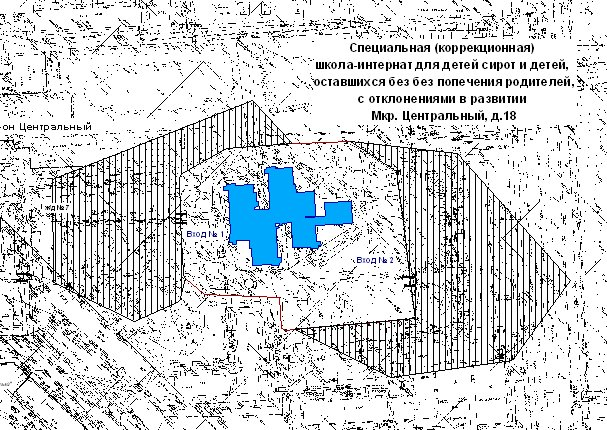 Специальная (коррекционная)
школа-интернат для детей сирот и детей,
оставшихся без без попечения родителей,
с отклонениями в развитии
Мкр. Центральный, д.18
он Центральный
Вход № 1
Вход № 2